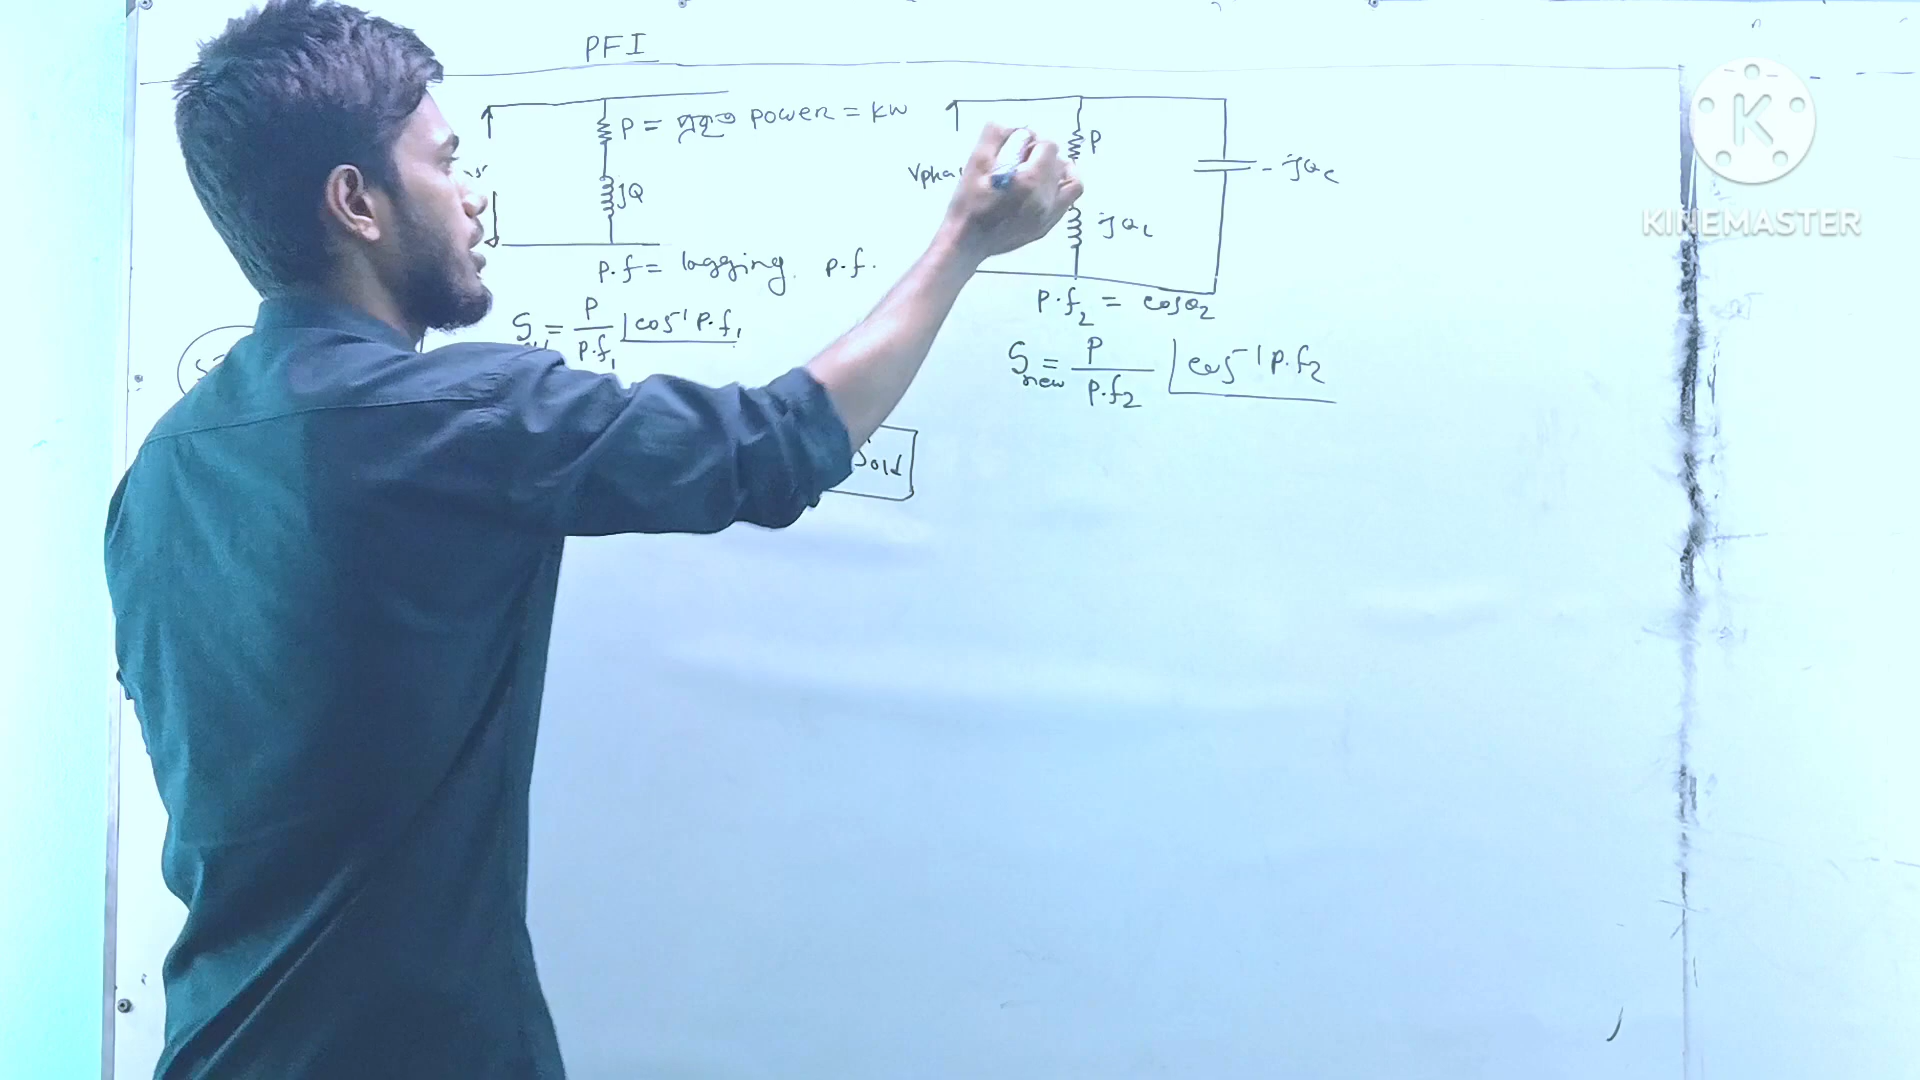 PFI
P = প্রকৃত power = kw
jQ
p.f = lagging p.f.
S = P / p.f₁ ∠cos⁻¹ p.f₁
Sold
P
jQL
-jQc
p.f₂ = cosθ₂
Snew = P / p.f₂ ∠cos⁻¹ p.f₂
KINEMASTER